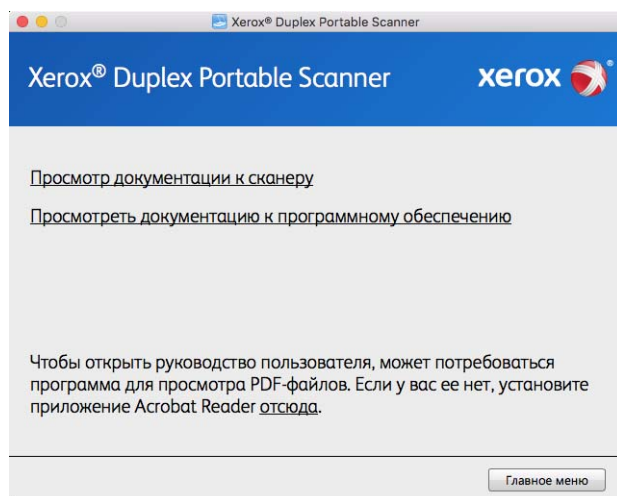 Xerox® Duplex Portable Scanner
Xerox® Duplex Portable Scanner
xerox
Просмотр документации к сканеру
Просмотреть документацию к программному обеспечению
Чтобы открыть руководство пользователя, может потребоваться
программа для просмотра PDF-файлов. Если у вас ее нет, установите
приложение Acrobat Reader отсюда.
Главное меню